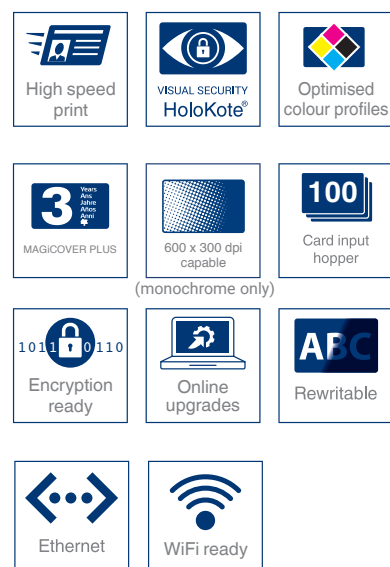 High speed
print
VISUAL SECURITY
HoloKote®
Optimised
colour profiles
3
Years
Ans
Jahre
Años
Anni
MAGiCOVER PLUS
600 x 300 dpi
capable
(monochrome only)
100
Card input
hopper
1011 0110
Encryption
ready
Online
upgrades
ABC
Rewritable
Ethernet
WiFi ready